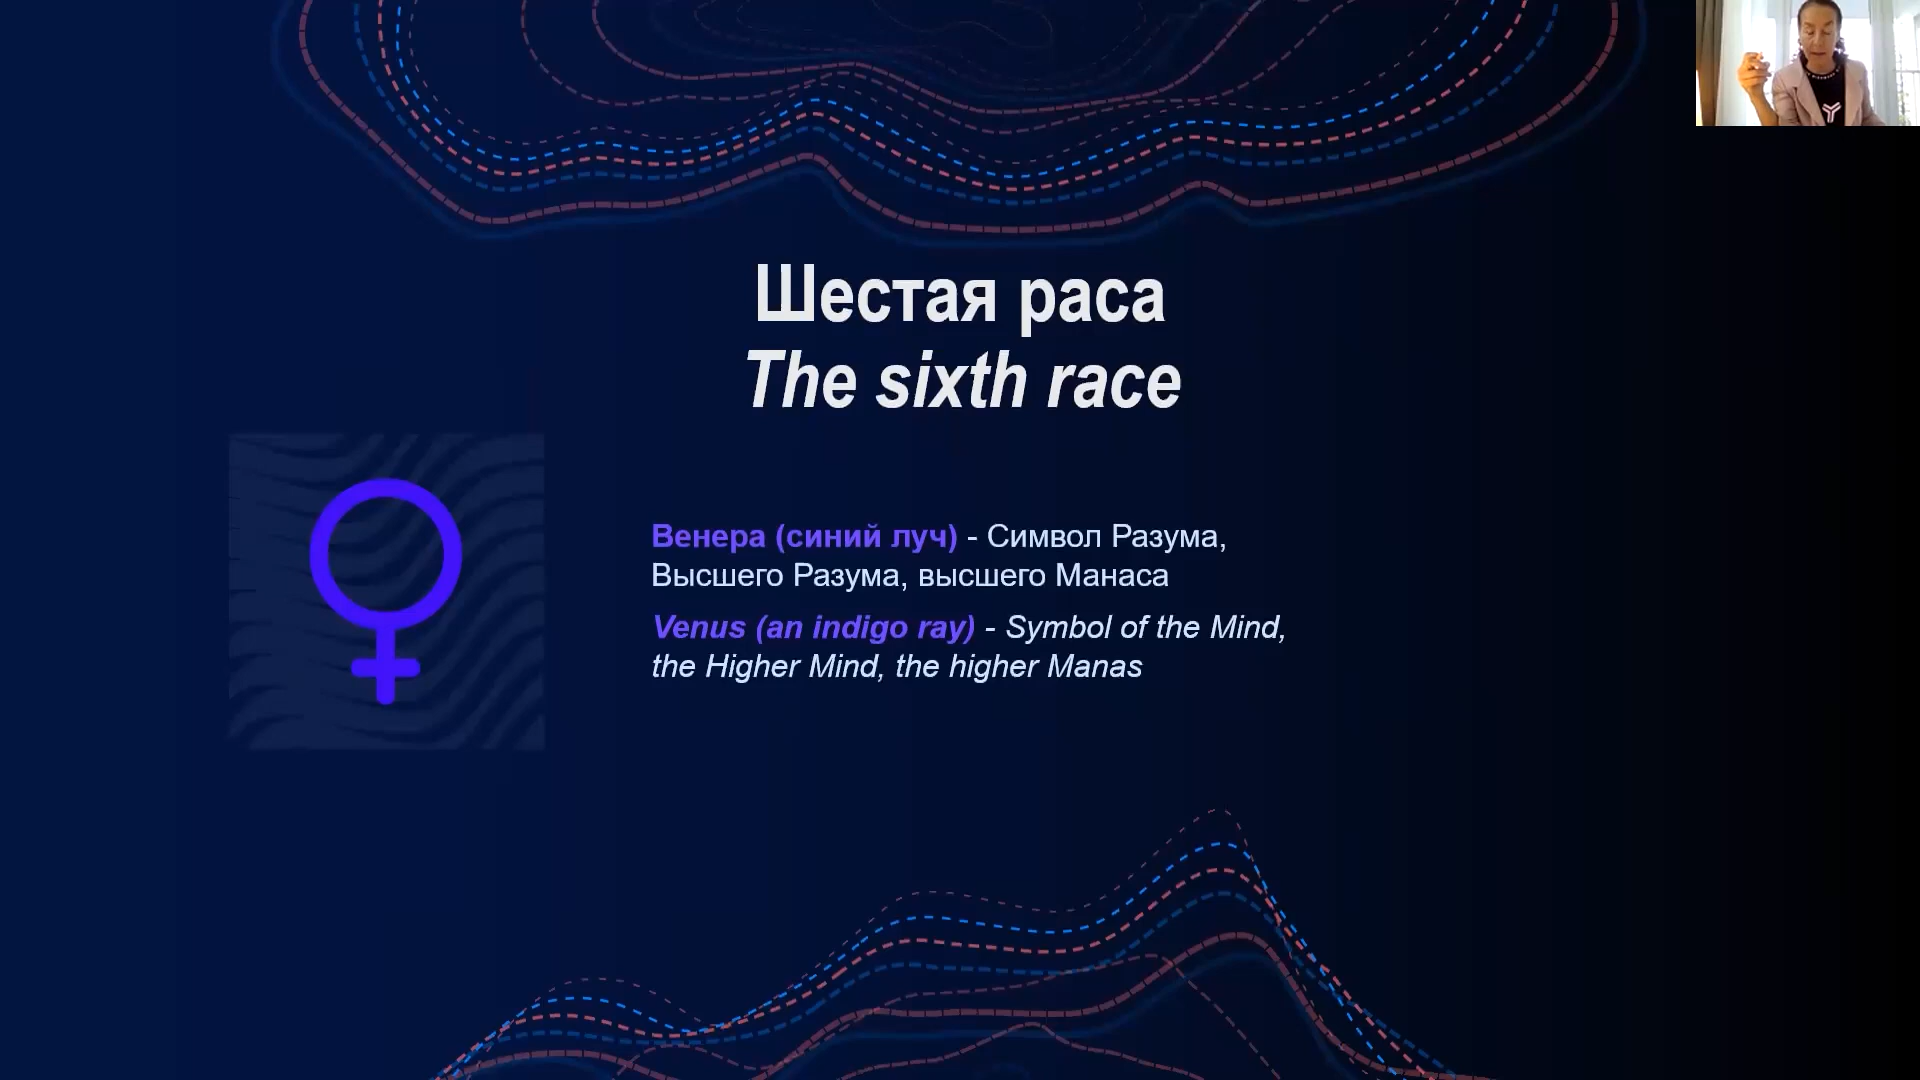 Шестая раса
The sixth race
Венера (синий луч) - Символ Разума,
Высшего Разума, высшего Манаса
Venus (an indigo ray) - Symbol of the Mind,
the Higher Mind, the higher Manas